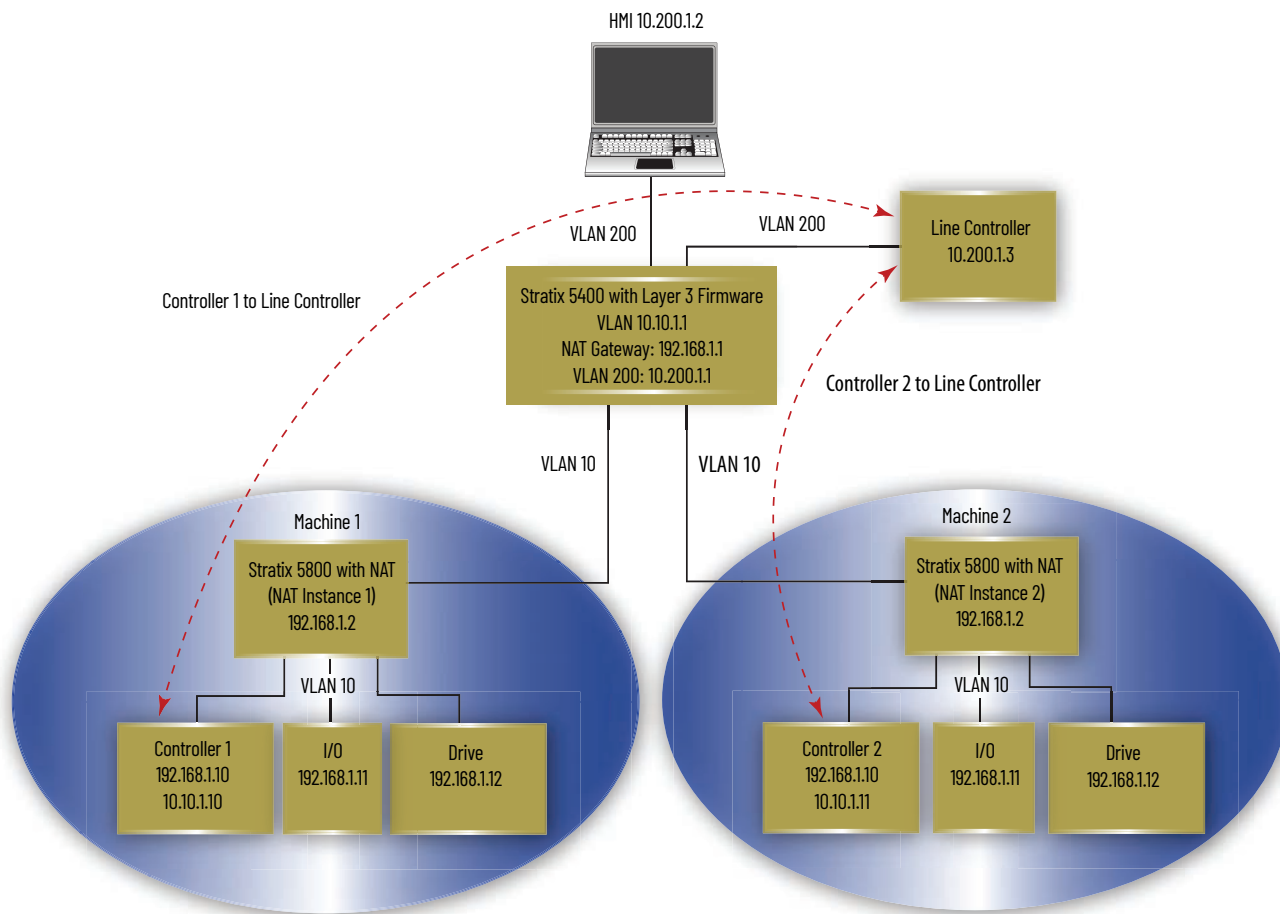 HMI 10.200.1.2
VLAN 200
VLAN 200
Line Controller
10.200.1.3
Controller 1 to Line Controller
Stratix 5400 with Layer 3 Firmware
VLAN 10.10.1.1
NAT Gateway: 192.168.1.1
VLAN 200: 10.200.1.1
Controller 2 to Line Controller
VLAN 10
VLAN 10
Machine 1
Stratix 5800 with NAT
(NAT Instance 1)
192.168.1.2
VLAN 10
Controller 1
192.168.1.10
10.10.1.10
I/O
192.168.1.11
Drive
192.168.1.12
Machine 2
Stratix 5800 with NAT
(NAT Instance 2)
192.168.1.2
VLAN 10
Controller 2
192.168.1.10
10.10.1.11
I/O
192.168.1.11
Drive
192.168.1.12